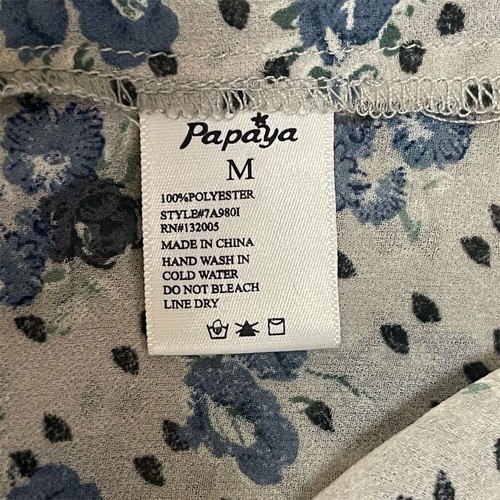 Papaya
M
100%POLYESTER
STYLE#7A980I
RN#132005
MADE IN CHINA
HAND WASH IN
COLD WATER
DO NOT BLEACH
LINE DRY